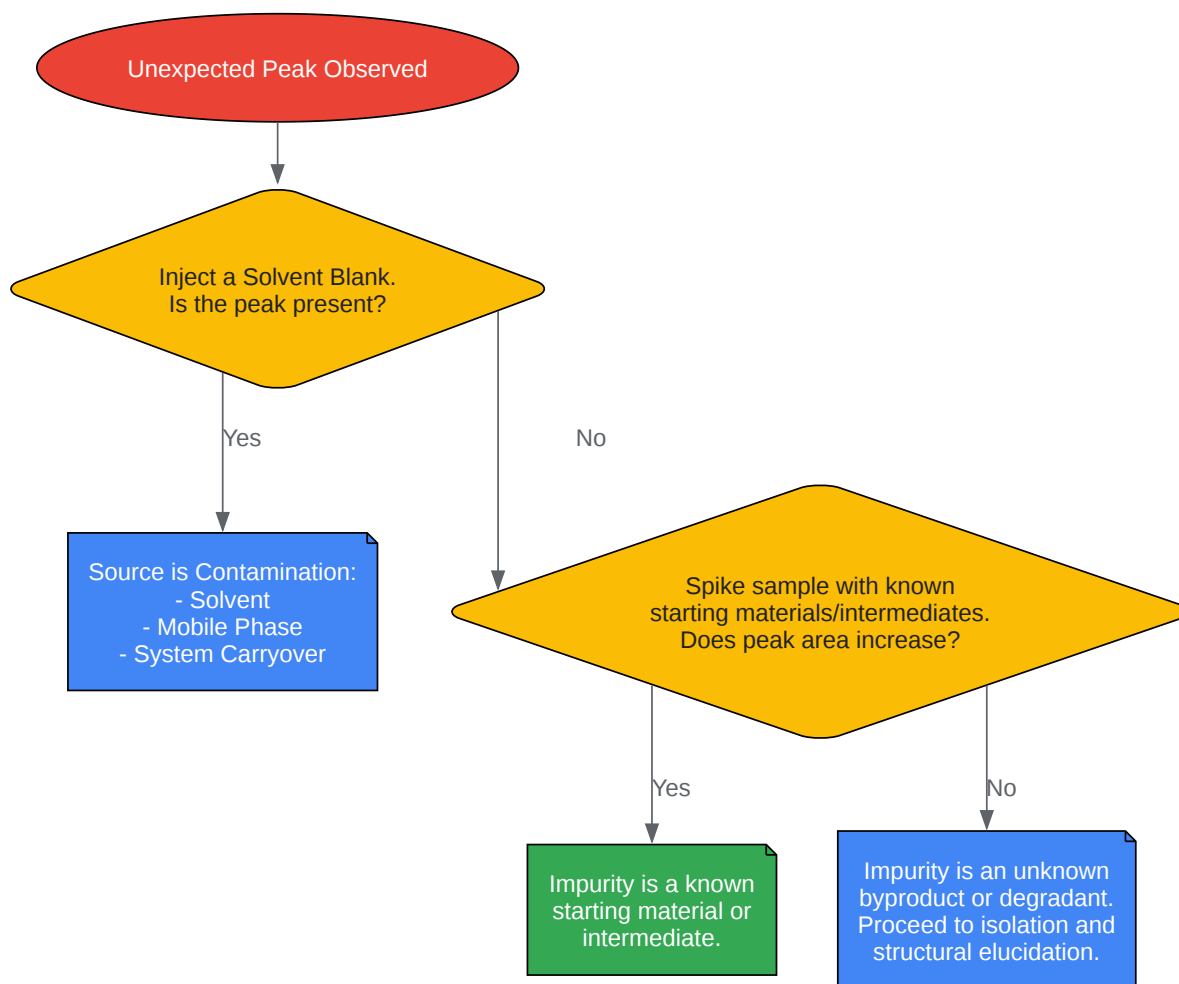 Unexpected Peak Observed
Inject a Solvent Blank.
Is the peak present?
Yes
No
Source is Contamination:
- Solvent
- Mobile Phase
- System Carryover
Spike sample with known
starting materials/intermediates.
Does peak area increase?
Yes
No
Impurity is a known
starting material or
intermediate.
Impurity is an unknown
byproduct or degradant.
Proceed to isolation and
structural elucidation.